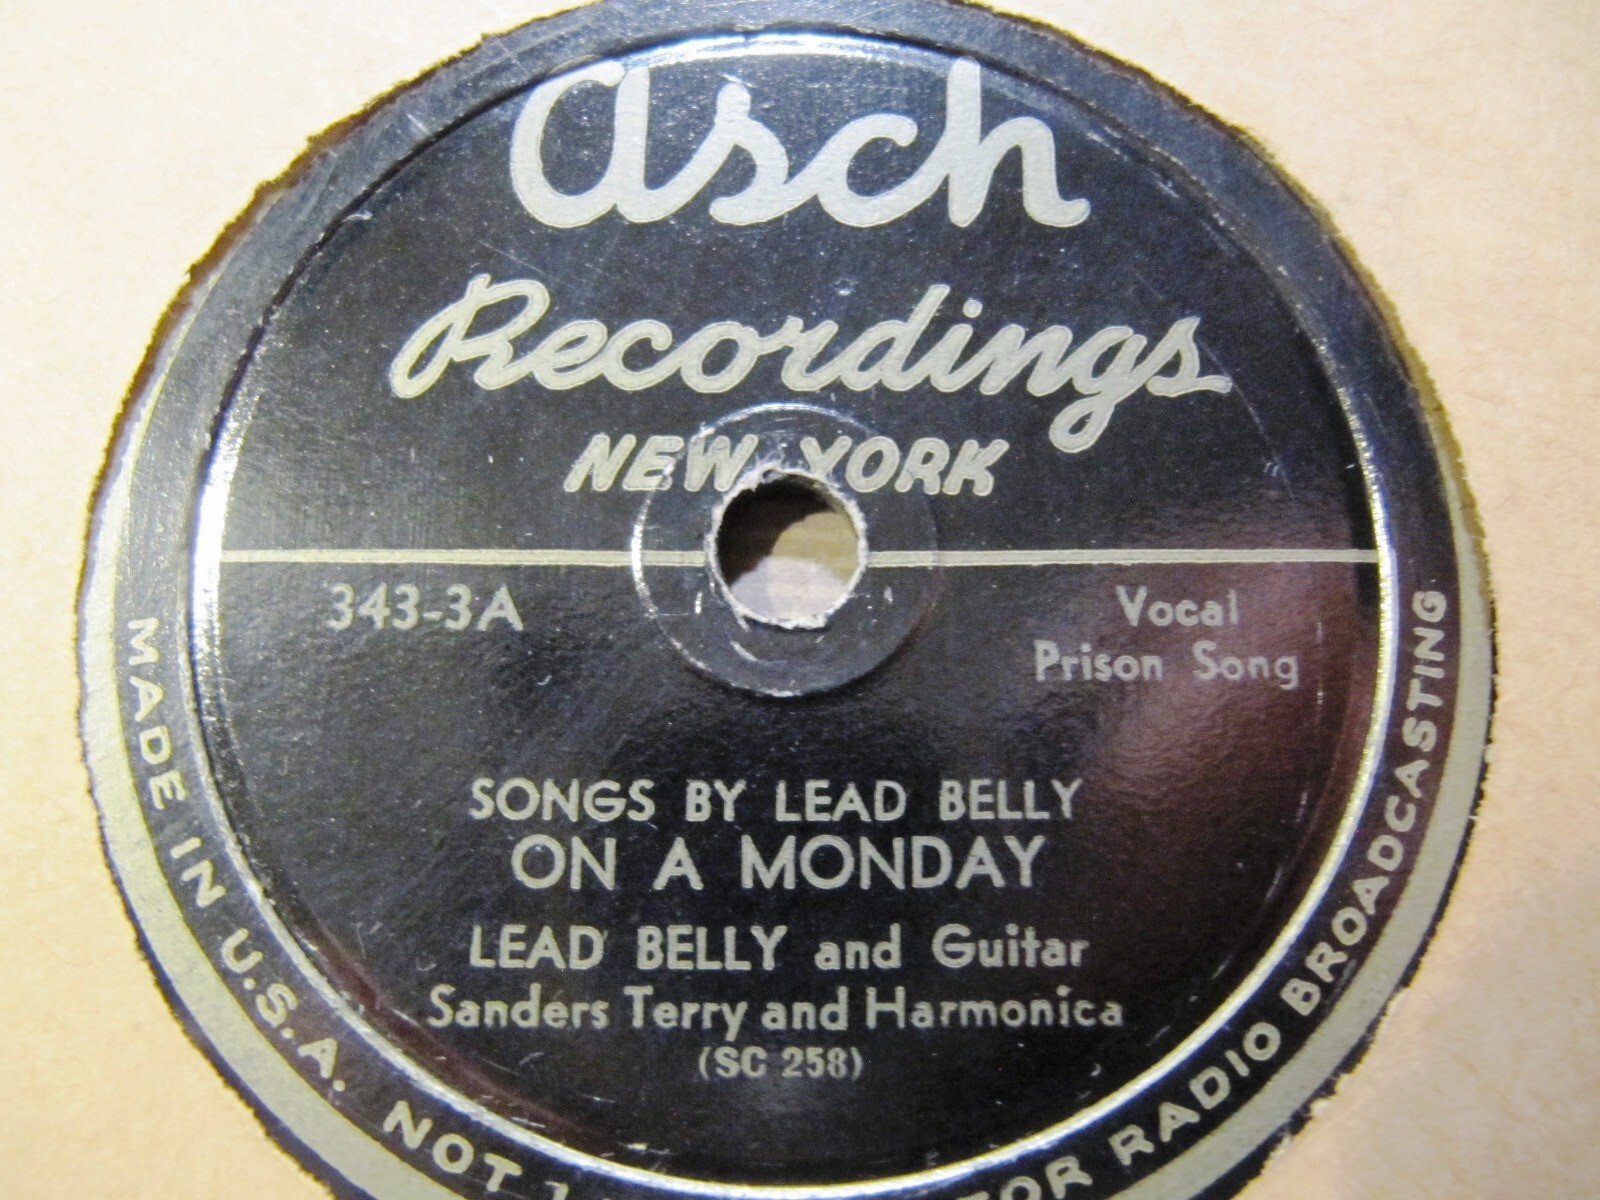 asch
Recordings
NEW YORK
343-3A
Vocal
Prison Song
SONGS BY LEAD BELLY
ON A MONDAY
LEAD BELLY and Guitar
Sanders Terry and Harmonica
(SC 258)
MADE IN U.S.A. NOT FOR RADIO BROADCASTING